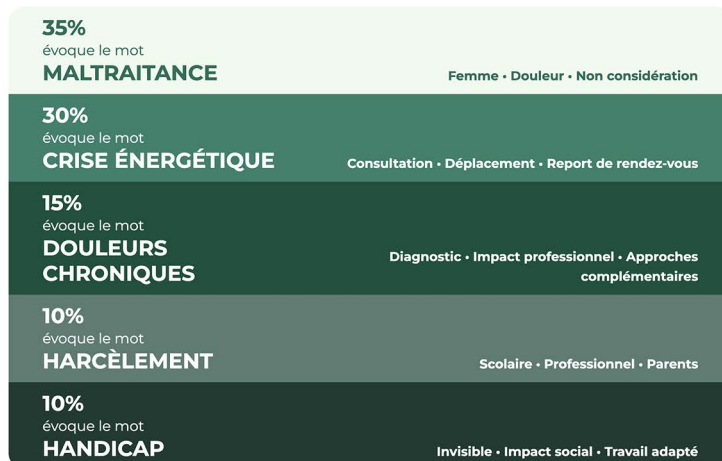 35%
évoque le mot
MALTRAITANCE
Femme • Douleur • Non considération
30%
évoque le mot
CRISE ÉNERGÉTIQUE
Consultation • Déplacement • Report de rendez-vous
15%
évoque le mot
DOULEURS
CHRONIQUES
Diagnostic • Impact professionnel • Approches
complémentaires
10%
évoque le mot
HARCÈLEMENT
Scolaire • Professionnel • Parents
10%
évoque le mot
HANDICAP
Invisible • Impact social • Travail adapté